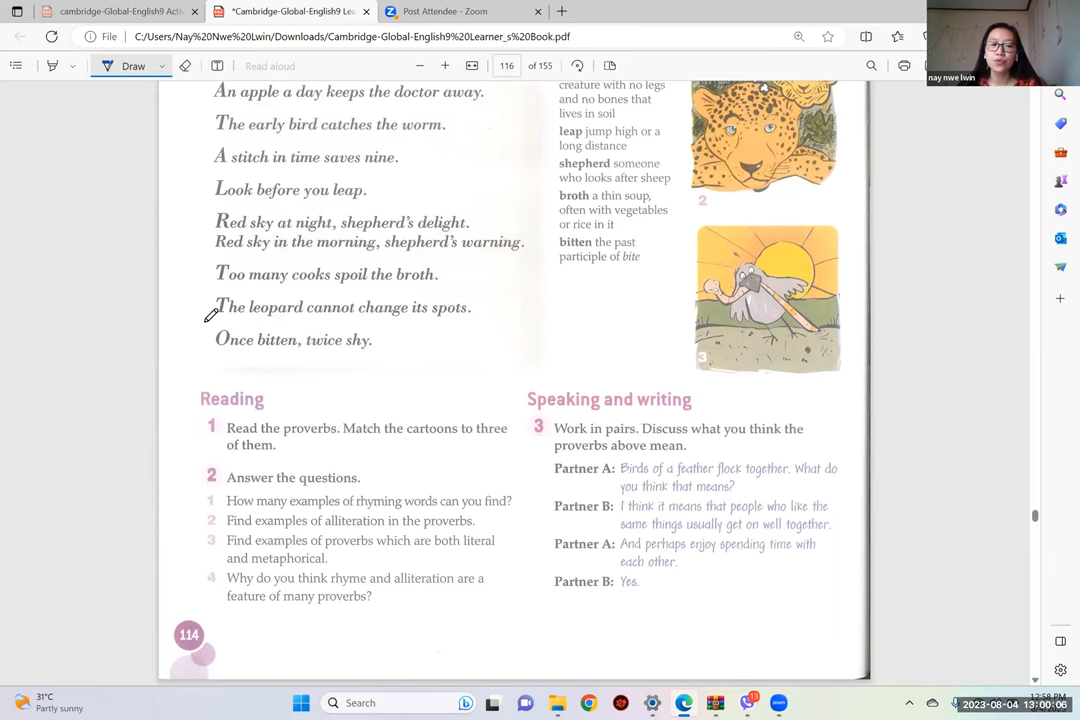 cambridge-Global-English9 Acti
*Cambridge-Global-English9 Lea
Post Attendee - Zoom
File
C:/Users/Nay%20Nwe%20Lwin/Downloads/Cambridge-Global-English9%20Learner_s%20Book.pdf
Draw
Read aloud
116
of 155
nay nwe lwin
An apple a day keeps the doctor away.
The early bird catches the worm.
A stitch in time saves nine.
Look before you leap.
Red sky at night, shepherd's delight.
Red sky in the morning, shepherd's warning.
Too many cooks spoil the broth.
The leopard cannot change its spots.
Once bitten, twice shy.
creature with no legs
and no bones that
lives in soil
leap jump high or a
long distance
shepherd someone
who looks after sheep
broth a thin soup,
often with vegetables
or rice in it
bitten the past
participle of bite
2
3
Reading
1 Read the proverbs. Match the cartoons to three
of them.
2 Answer the questions.
1 How many examples of rhyming words can you find?
2 Find examples of alliteration in the proverbs.
3 Find examples of proverbs which are both literal
and metaphorical.
4 Why do you think rhyme and alliteration are a
feature of many proverbs?
Speaking and writing
3 Work in pairs. Discuss what you think the
proverbs above mean.
Partner A: Birds of a feather flock together. What do
you think that means?
Partner B: I think it means that people who like the
same things usually get on well together.
Partner A: And perhaps enjoy spending time with
each other.
Partner B: Yes.
114
31°C
Partly sunny
Search
13
12:58 PM
2023-08-04 13:00:06